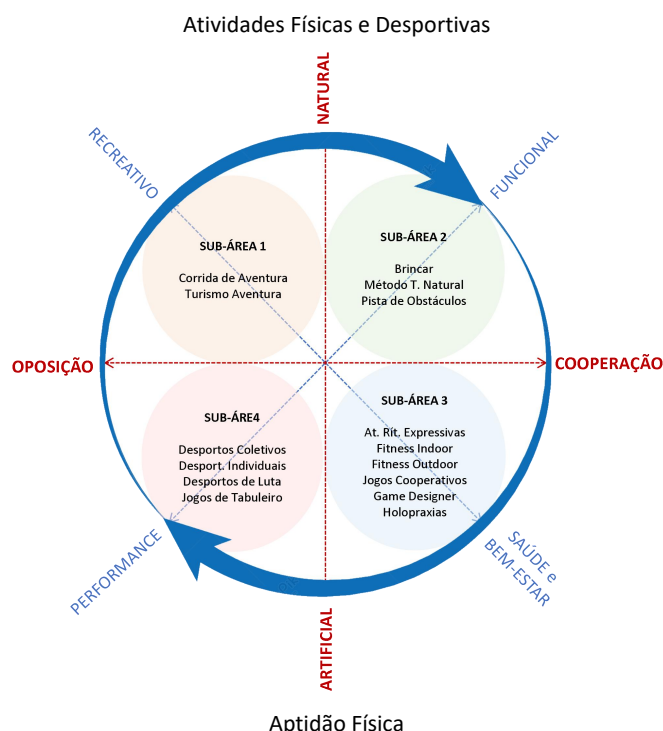 Atividades Físicas e Desportivas
NATURAL
RECREATIVO
FUNCIONAL
SUB-ÁREA 1
Corrida de Aventura
Turismo Aventura
SUB-ÁREA 2
Brincar
Método T. Natural
Pista de Obstáculos
OPOSIÇÃO
COOPERAÇÃO
SUB-ÁRE4
Desportos Coletivos
Desport. Individuais
Desportos de Luta
Jogos de Tabuleiro
SUB-ÁREA 3
At. Rít. Expressivas
Fitness Indoor
Fitness Outdoor
Jogos Cooperativos
Game Designer
Holopraxias
PERFORMANCE
SAÚDE e
BEM-ESTAR
ARTIFICIAL
Aptidão Física